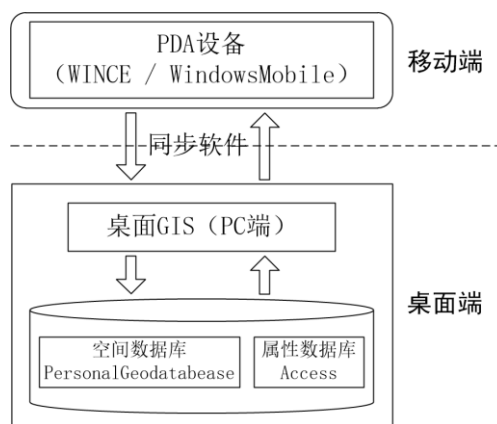 PDA设备
（WINCE / WindowsMobile）
移动端
同步软件
桌面GIS（PC端）
桌面端
空间数据库
PersonalGeodatabease
属性数据库
Access